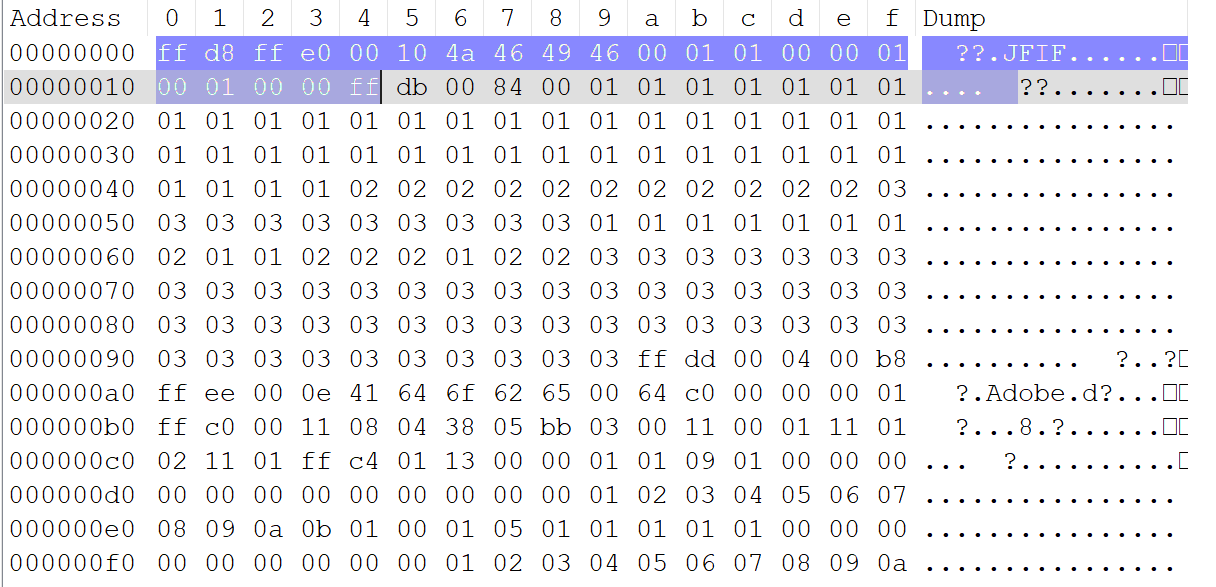 Address 0 1 2 3 4 5 6 7 8 9 a b c d e f Dump
00000000 ff d8 ff e0 00 10 4a 46 49 46 00 01 01 00 00 01 ??.JFIF......□□
00000010 00 01 00 00 ff db 00 84 00 01 01 01 01 01 01 01 .... ??.......□□
00000020 01 01 01 01 01 01 01 01 01 01 01 01 01 01 01 01 ................
00000030 01 01 01 01 01 01 01 01 01 01 01 01 01 01 01 01 ................
00000040 01 01 01 01 02 02 02 02 02 02 02 02 02 02 02 03 ................
00000050 03 03 03 03 03 03 03 03 03 01 01 01 01 01 01 01 ................
00000060 02 01 01 02 02 02 01 02 02 03 03 03 03 03 03 03 ................
00000070 03 03 03 03 03 03 03 03 03 03 03 03 03 03 03 03 ................
00000080 03 03 03 03 03 03 03 03 03 03 03 03 03 03 03 03 ................
00000090 03 03 03 03 03 03 03 03 03 03 ff dd 00 04 00 b8 .......... ?..?□
000000a0 ff ee 00 0e 41 64 6f 62 65 00 64 c0 00 00 00 01 ?.Adobe.d?...□□
000000b0 ff c0 00 11 08 04 38 05 bb 03 00 11 00 01 11 01 ?...8.?......□□
000000c0 02 11 01 ff c4 01 13 00 00 01 01 09 01 00 00 00 ... ?..........□
000000d0 00 00 00 00 00 00 00 00 00 01 02 03 04 05 06 07 ................
000000e0 08 09 0a 0b 01 00 01 05 01 01 01 01 01 00 00 00 ................
000000f0 00 00 00 00 00 00 01 02 03 04 05 06 07 08 09 0a ................